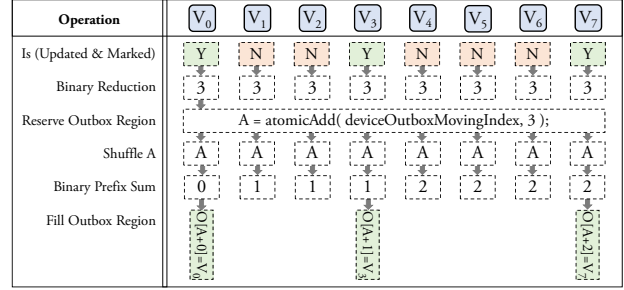 Operation V0 V1 V2 V3 V4 V5 V6 V7
Is (Updated & Marked) Y N N Y N N N Y
Binary Reduction 3 3 3 3 3 3 3 3
Reserve Outbox Region A = atomicAdd( deviceOutboxMovingIndex, 3 );
Shuffle A A A A A A A A A
Binary Prefix Sum 0 1 1 1 2 2 2 2
Fill Outbox Region O[A+0]=V0 O[A+1]=V3 O[A+2]=V7